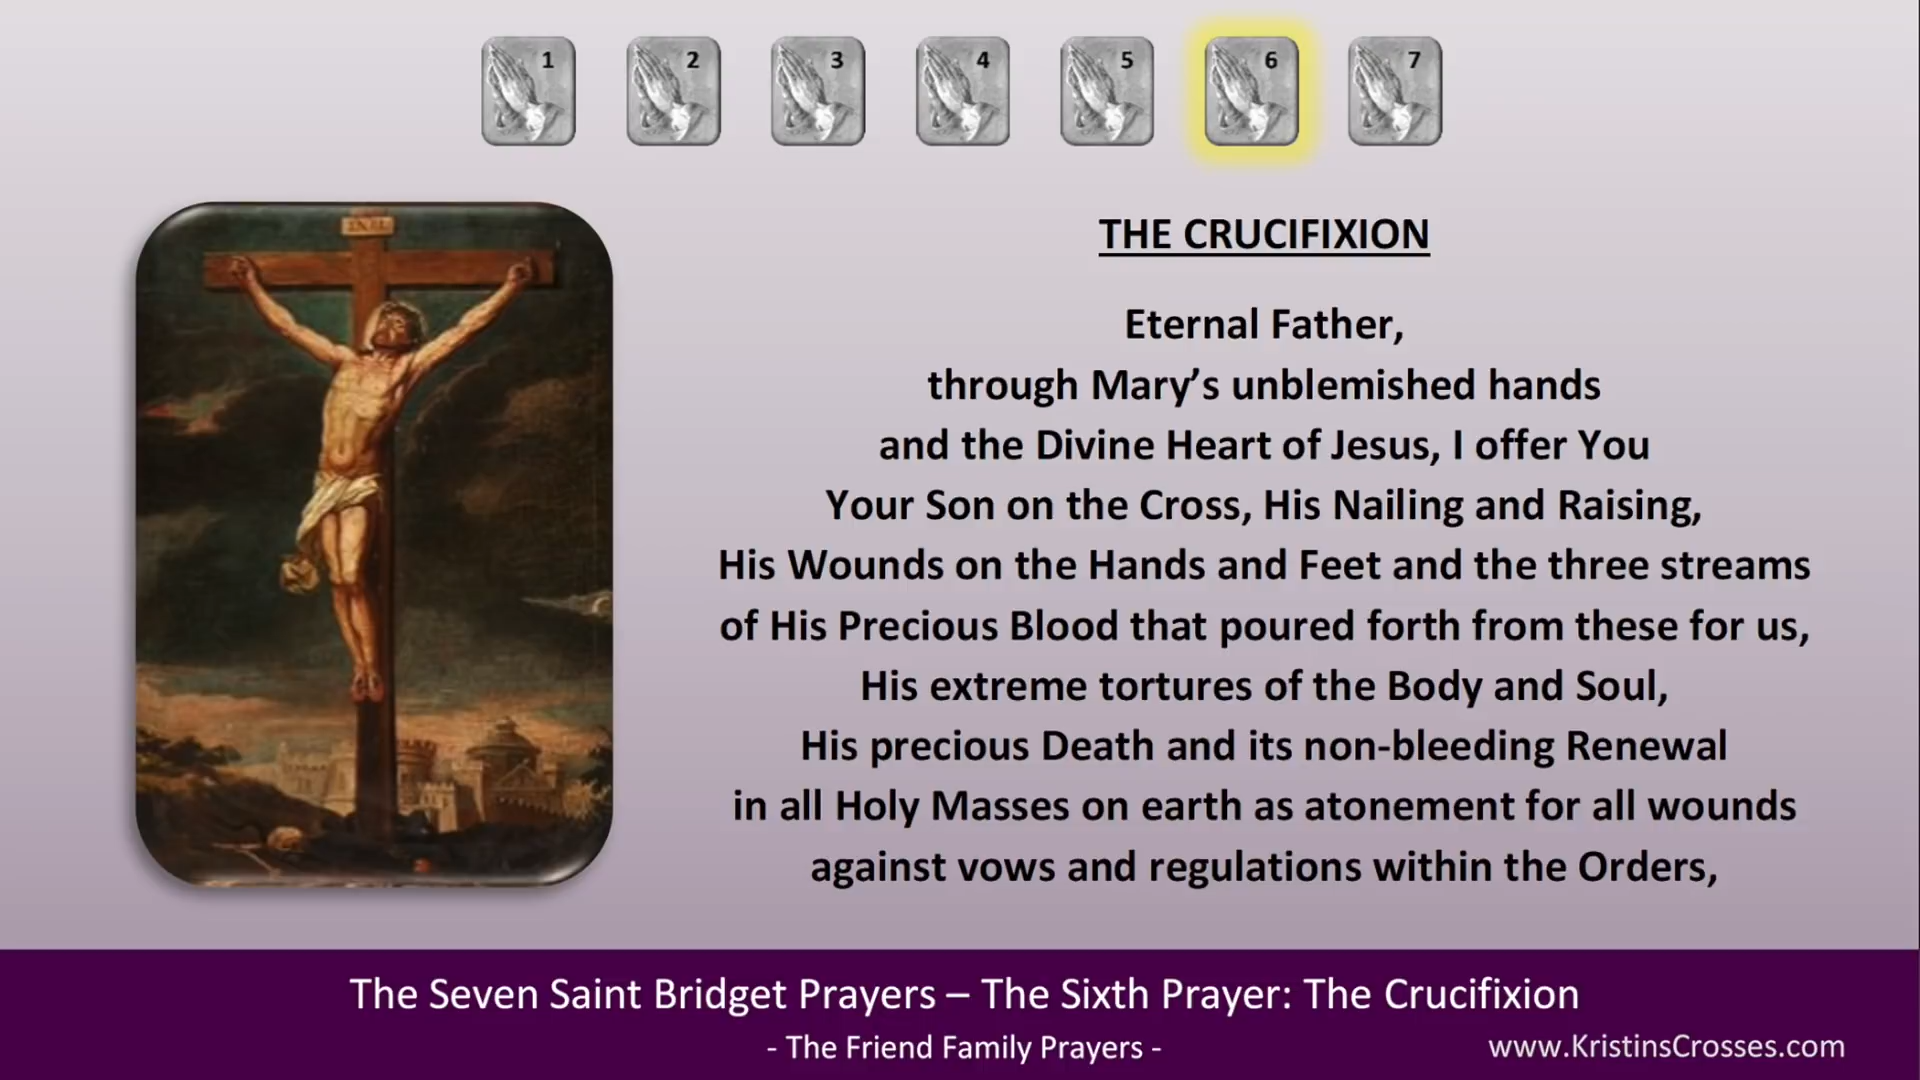 1 2 3 4 5 6 7
INRI
THE CRUCIFIXION
Eternal Father,
through Mary’s unblemished hands
and the Divine Heart of Jesus, I offer You
Your Son on the Cross, His Nailing and Raising,
His Wounds on the Hands and Feet and the three streams
of His Precious Blood that poured forth from these for us,
His extreme tortures of the Body and Soul,
His precious Death and its non-bleeding Renewal
in all Holy Masses on earth as atonement for all wounds
against vows and regulations within the Orders,
The Seven Saint Bridget Prayers – The Sixth Prayer: The Crucifixion
- The Friend Family Prayers -
www.KristinsCrosses.com